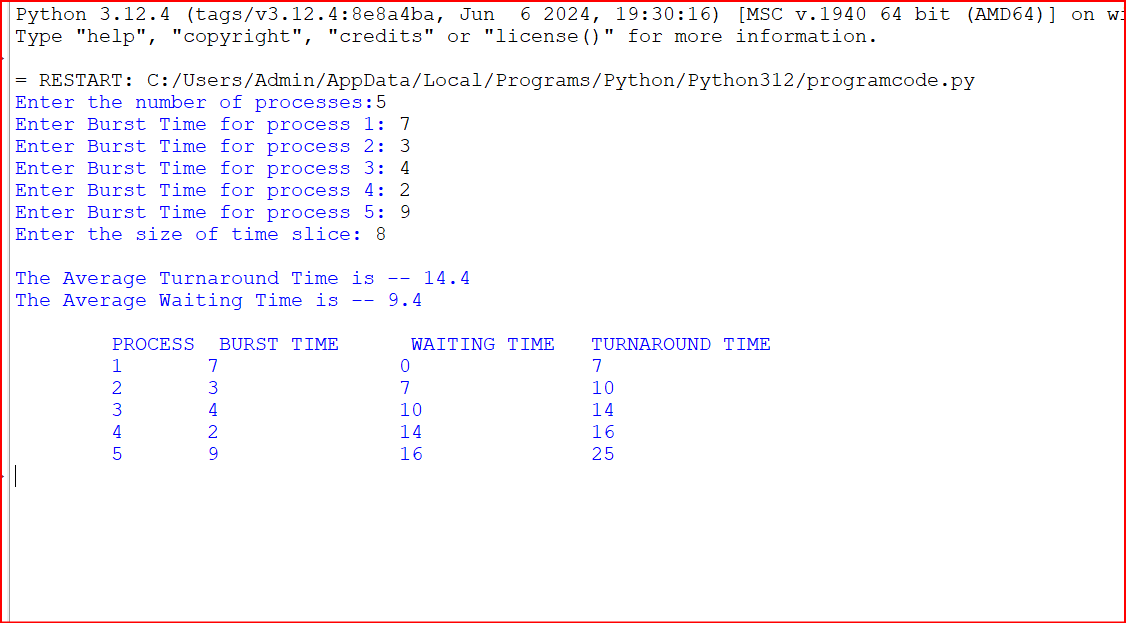 Python 3.12.4 (tags/v3.12.4:8e8a4ba, Jun  6 2024, 19:30:16) [MSC v.1940 64 bit (AMD64)] on
Type "help", "copyright", "credits" or "license()" for more information.
= RESTART: C:/Users/Admin/AppData/Local/Programs/Python/Python312/programcode.py
Enter the number of processes:5
Enter Burst Time for process 1: 7
Enter Burst Time for process 2: 3
Enter Burst Time for process 3: 4
Enter Burst Time for process 4: 2
Enter Burst Time for process 5: 9
Enter the size of time slice: 8
The Average Turnaround Time is -- 14.4
The Average Waiting Time is -- 9.4
PROCESS  BURST TIME      WAITING TIME   TURNAROUND TIME
1       7               0               7
2       3               7               10
3       4               10              14
4       2               14              16
5       9               16              25